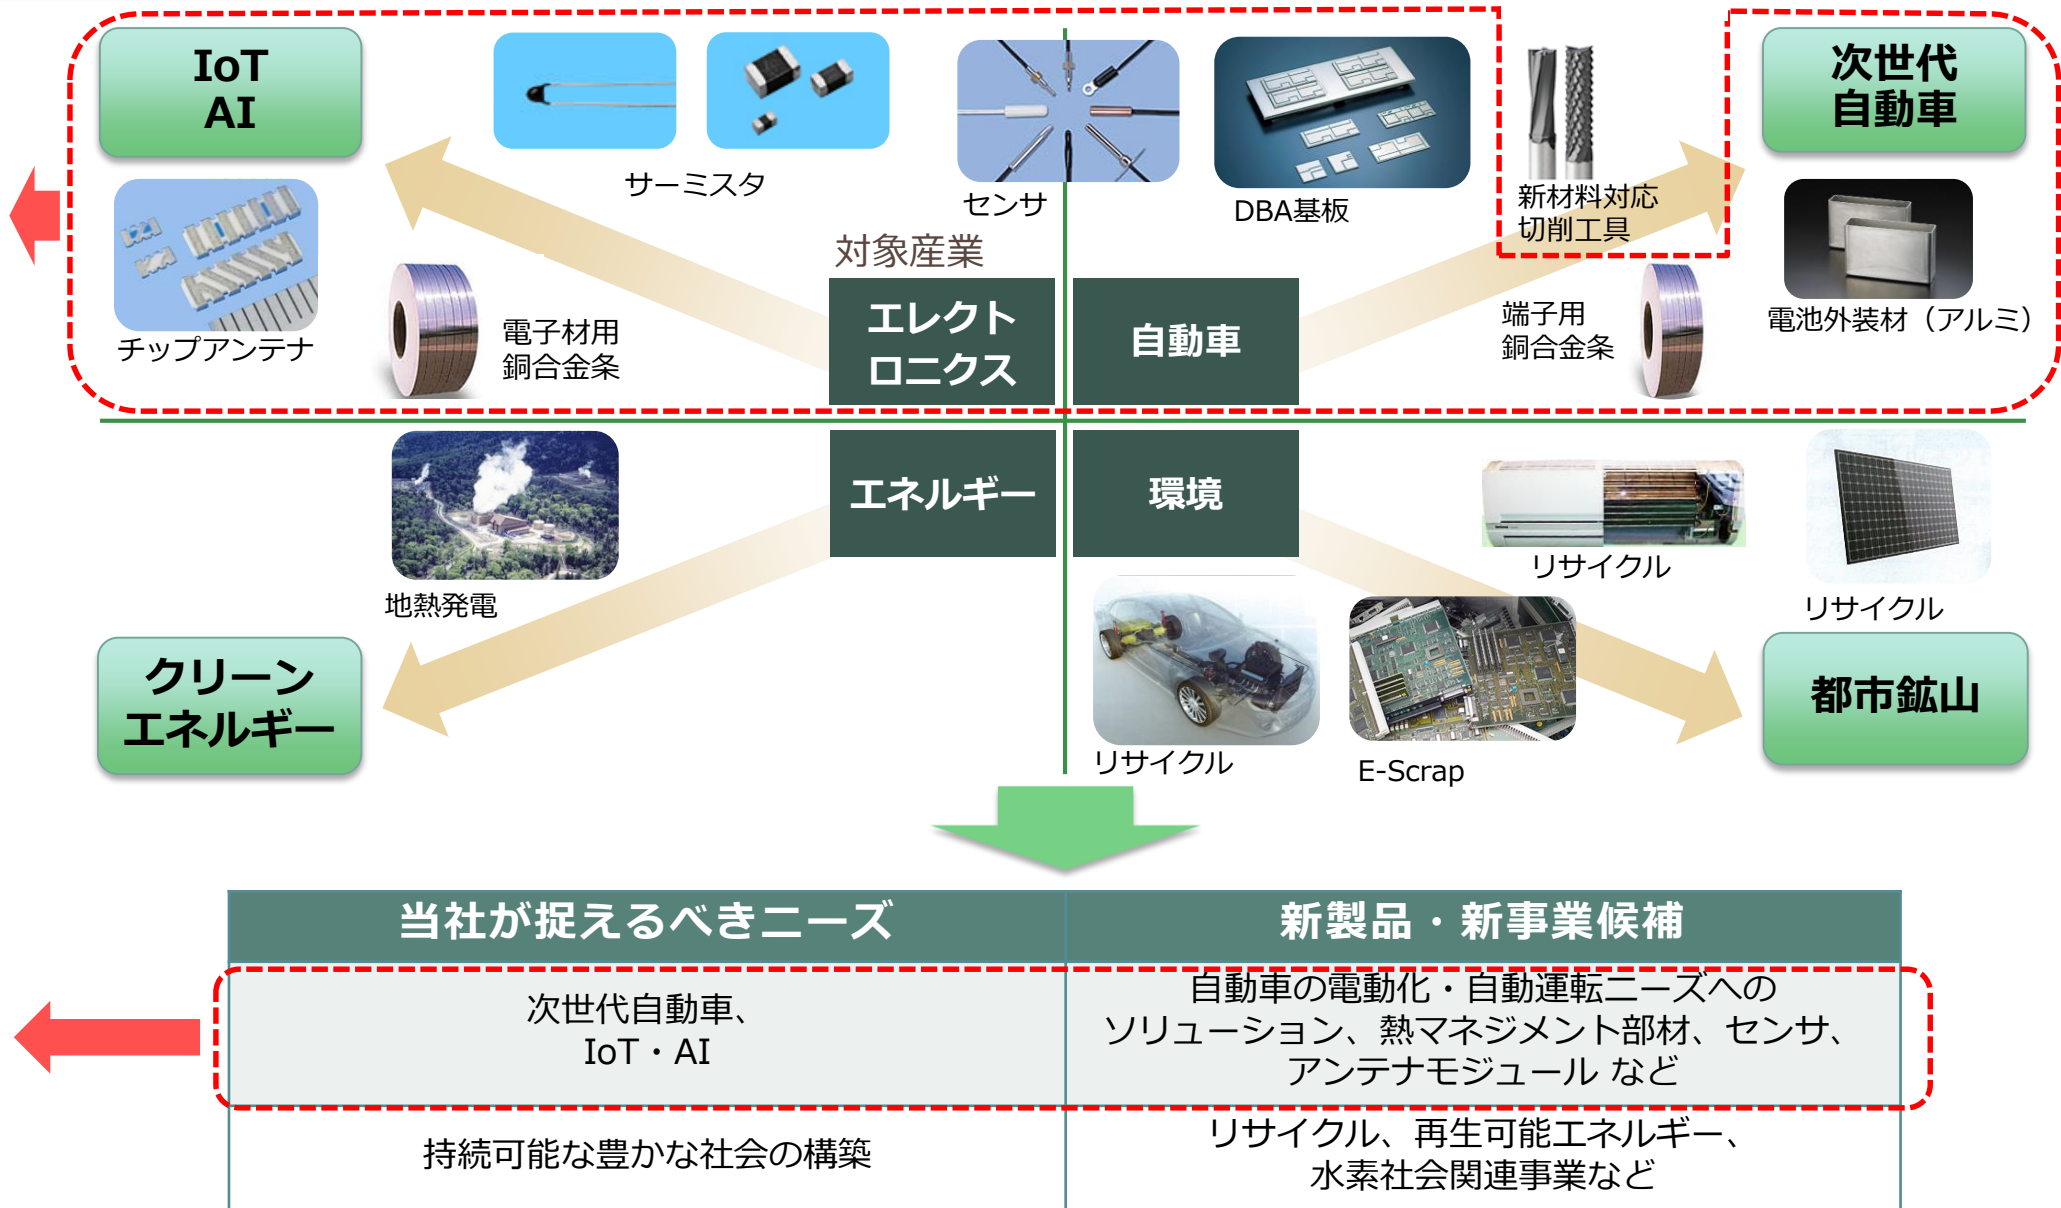 IoT
AI
次世代
自動車
サーミスタ
センサ
DBA基板
新材料対応
切削工具
チップアンテナ
電子材用
銅合金条
対象産業
エレクト
ロニクス
自動車
端子用
銅合金条
電池外装材（アルミ）
エネルギー
環境
地熱発電
リサイクル
リサイクル
クリーン
エネルギー
リサイクル
E-Scrap
都市鉱山
当社が捉えるべきニーズ
新製品・新事業候補
次世代自動車、
IoT・AI
自動車の電動化・自動運転ニーズへの
ソリューション、熱マネジメント部材、センサ、
アンテナモジュール など
持続可能な豊かな社会の構築
リサイクル、再生可能エネルギー、
水素社会関連事業など